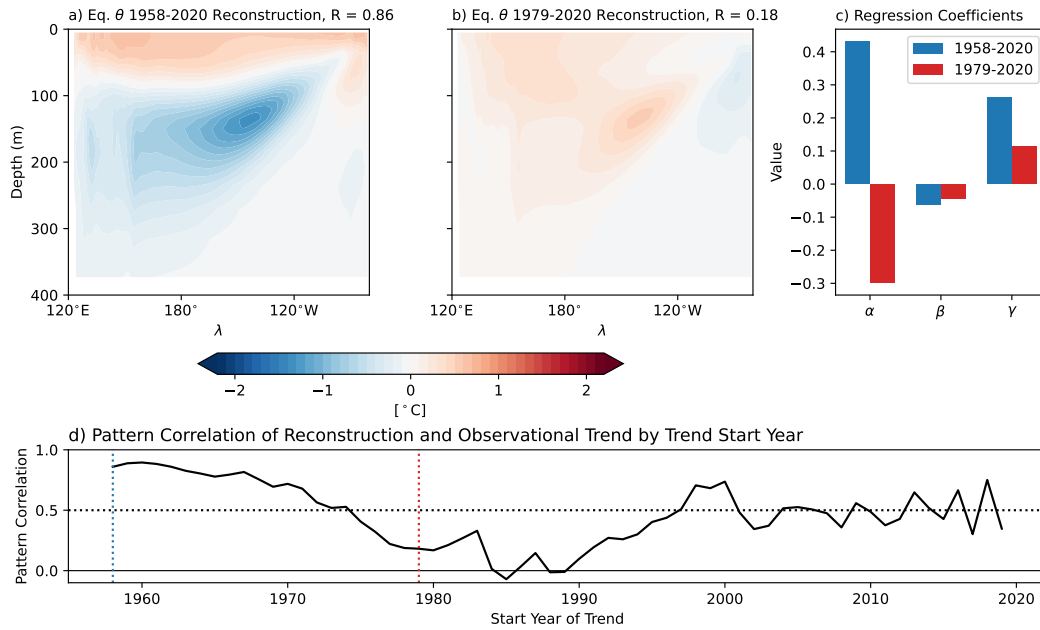 a) Eq. θ 1958-2020 Reconstruction, R = 0.86
b) Eq. θ 1979-2020 Reconstruction, R = 0.18
c) Regression Coefficients
0
100
200
300
400
Depth (m)
120°E
180°
120°W
λ
120°E
180°
120°W
λ
0.4
0.3
0.2
0.1
0.0
−0.1
−0.2
−0.3
Value
1958-2020
1979-2020
α
β
γ
−2
−1
0
1
2
[°C]
d) Pattern Correlation of Reconstruction and Observational Trend by Trend Start Year
1.0
0.5
0.0
Pattern Correlation
1960
1970
1980
1990
2000
2010
2020
Start Year of Trend